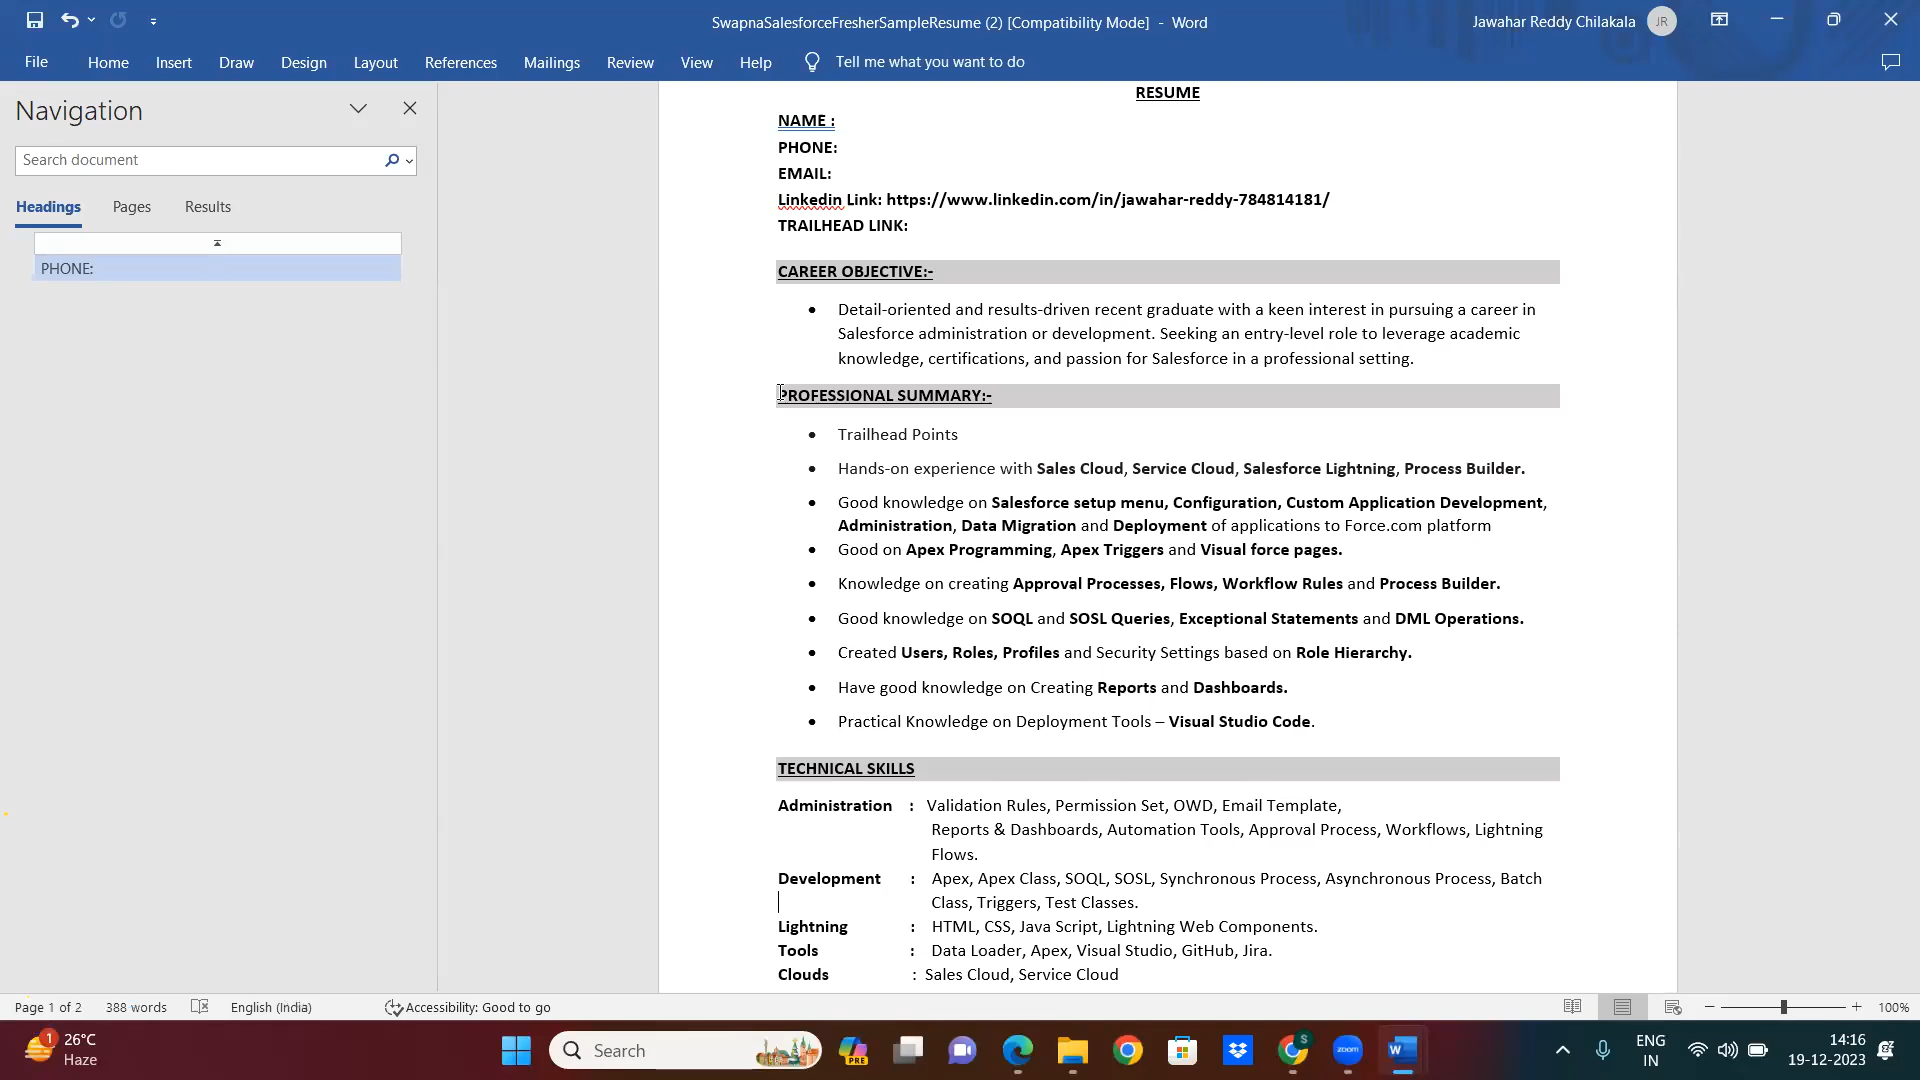 SwapnaSalesforceFresherSampleResume (2) [Compatibility Mode] - Word
Jawahar Reddy Chilakala
JR
File
Home
Insert
Draw
Design
Layout
References
Mailings
Review
View
Help
Tell me what you want to do
Navigation
Search document
Headings
Pages
Results
PHONE:
RESUME
NAME :
PHONE:
EMAIL:
Linkedin Link: https://www.linkedin.com/in/jawahar-reddy-784814181/
TRAILHEAD LINK:
CAREER OBJECTIVE:-
• Detail-oriented and results-driven recent graduate with a keen interest in pursuing a career in
Salesforce administration or development. Seeking an entry-level role to leverage academic
knowledge, certifications, and passion for Salesforce in a professional setting.
PROFESSIONAL SUMMARY:-
• Trailhead Points
• Hands-on experience with Sales Cloud, Service Cloud, Salesforce Lightning, Process Builder.
• Good knowledge on Salesforce setup menu, Configuration, Custom Application Development,
Administration, Data Migration and Deployment of applications to Force.com platform
• Good on Apex Programming, Apex Triggers and Visual force pages.
• Knowledge on creating Approval Processes, Flows, Workflow Rules and Process Builder.
• Good knowledge on SOQL and SOSL Queries, Exceptional Statements and DML Operations.
• Created Users, Roles, Profiles and Security Settings based on Role Hierarchy.
• Have good knowledge on Creating Reports and Dashboards.
• Practical Knowledge on Deployment Tools – Visual Studio Code.
TECHNICAL SKILLS
Administration : Validation Rules, Permission Set, OWD, Email Template,
Reports & Dashboards, Automation Tools, Approval Process, Workflows, Lightning
Flows.
Development : Apex, Apex Class, SOQL, SOSL, Synchronous Process, Asynchronous Process, Batch
Class, Triggers, Test Classes.
Lightning : HTML, CSS, Java Script, Lightning Web Components.
Tools : Data Loader, Apex, Visual Studio, GitHub, Jira.
Clouds : Sales Cloud, Service Cloud
Page 1 of 2
388 words
English (India)
Accessibility: Good to go
100%
1
26°C
Haze
Search
PRE
S
zoom
W
ENG
IN
14:16
19-12-2023